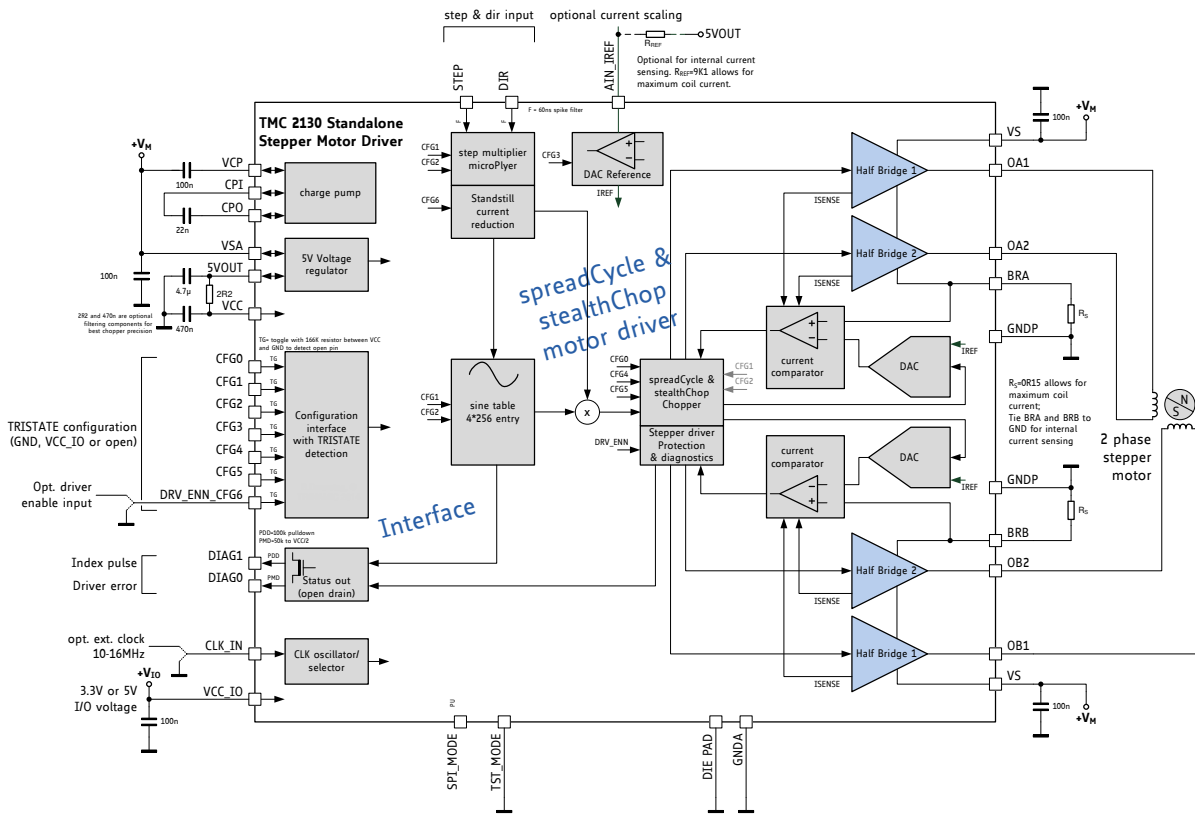 step & dir input
optional current scaling
5VOUT
RREF
Optional for internal current
sensing. RREF=9K1 allows for
maximum coil current.
STEP
DIR
AIN_IREF
F = 60ns spike filter
F
F
TMC 2130 Standalone
Stepper Motor Driver
+VM
VCP
100n
CPI
CPO
22n
charge pump
VSA
100n
5VOUT
4.7µ
2R2
VCC
470n
5V Voltage
regulator
2R2 and 470n are optional
filtering components for
best chopper precision
CFG1
CFG2
step multiplier
microPlyer
CFG6
Standstill
current
reduction
CFG3
+
−
DAC Reference
IREF
spreadCycle &
stealthChop
motor driver
Half Bridge 1
ISENSE
Half Bridge 2
ISENSE
100n
VS
+VM
OA1
OA2
BRA
RS
GNDP
+
−
current
comparator
DAC
IREF
TG= toggle with 166K resistor between VCC
and GND to detect open pin
CFG0
TG
CFG1
TG
CFG2
TG
CFG3
TG
CFG4
TG
CFG5
TG
DRV_ENN_CFG6
TG
TRISTATE configuration
(GND, VCC_IO or open)
Opt. driver
enable input
Configuration
interface
with TRISTATE
detection
CFG1
CFG2
sine table
4*256 entry
x
CFG0
CFG4
CFG5
CFG1
CFG2
spreadCycle &
stealthChop
Chopper
DRV_ENN
Stepper driver
Protection
& diagnostics
RS=0R15 allows for
maximum coil
current;
Tie BRA and BRB to
GND for internal
current sensing
N
S
2 phase
stepper
motor
current
comparator
+
−
DAC
IREF
GNDP
RS
BRB
Interface
PDD=100k pulldown
PMD=50k to VCC/2
Index pulse
Driver error
DIAG1
PDD
DIAG0
PMD
Status out
(open drain)
Half Bridge 2
ISENSE
OB2
Half Bridge 1
ISENSE
OB1
VS
100n
+VM
opt. ext. clock
10-16MHz
CLK_IN
CLK oscillator/
selector
+VIO
3.3V or 5V
I/O voltage
VCC_IO
100n
PU
SPI_MODE
TST_MODE
DIE PAD
GNDA